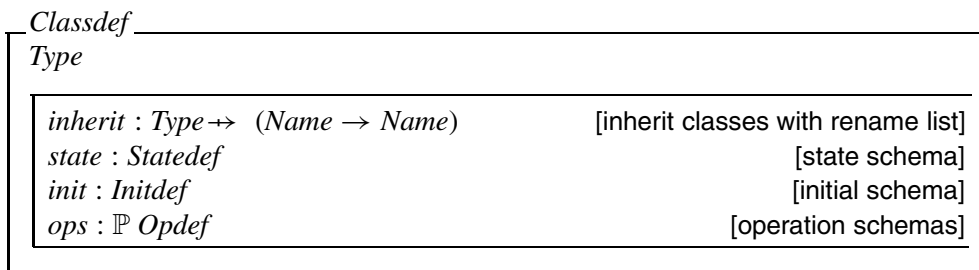 Classdef
Type
inherit : Type ⇸ (Name → Name) [inherit classes with rename list]
state : Statedef [state schema]
init : Initdef [initial schema]
ops : ℙ Opdef [operation schemas]